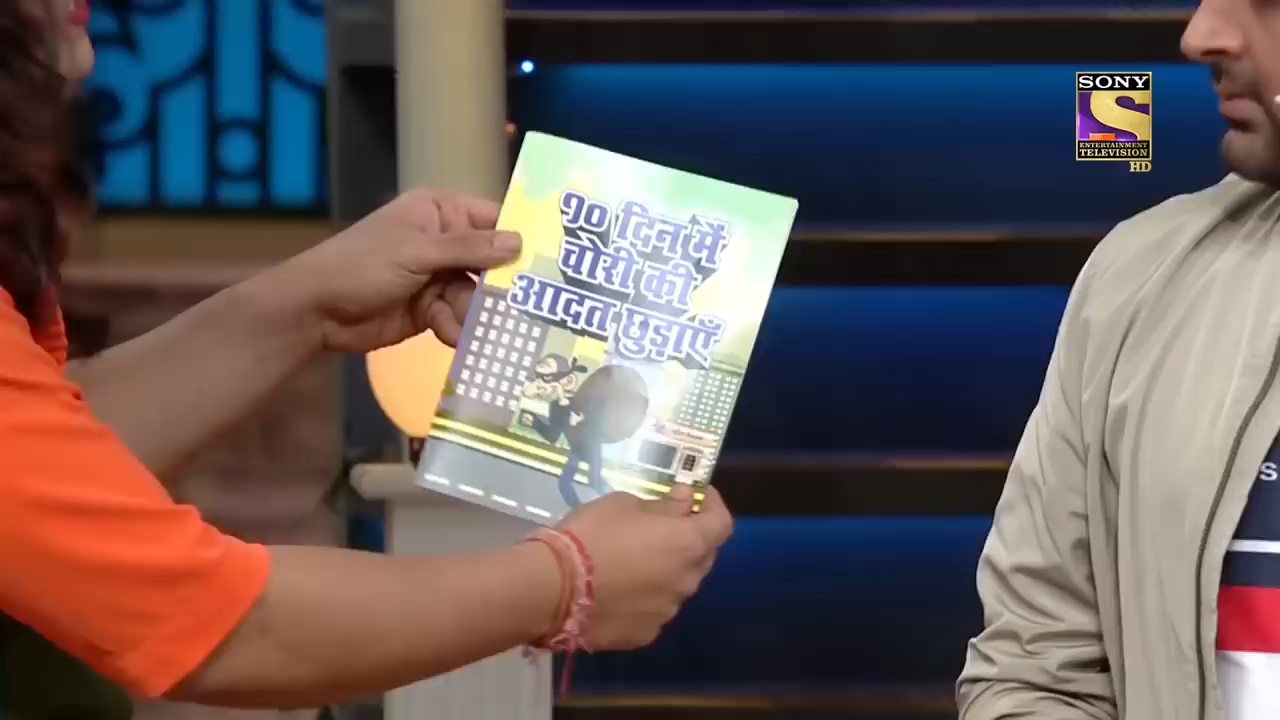 १० दिन में
चोरी की
आदत छुड़ाएँ
SONY
ENTERTAINMENT
TELEVISION
HD
S